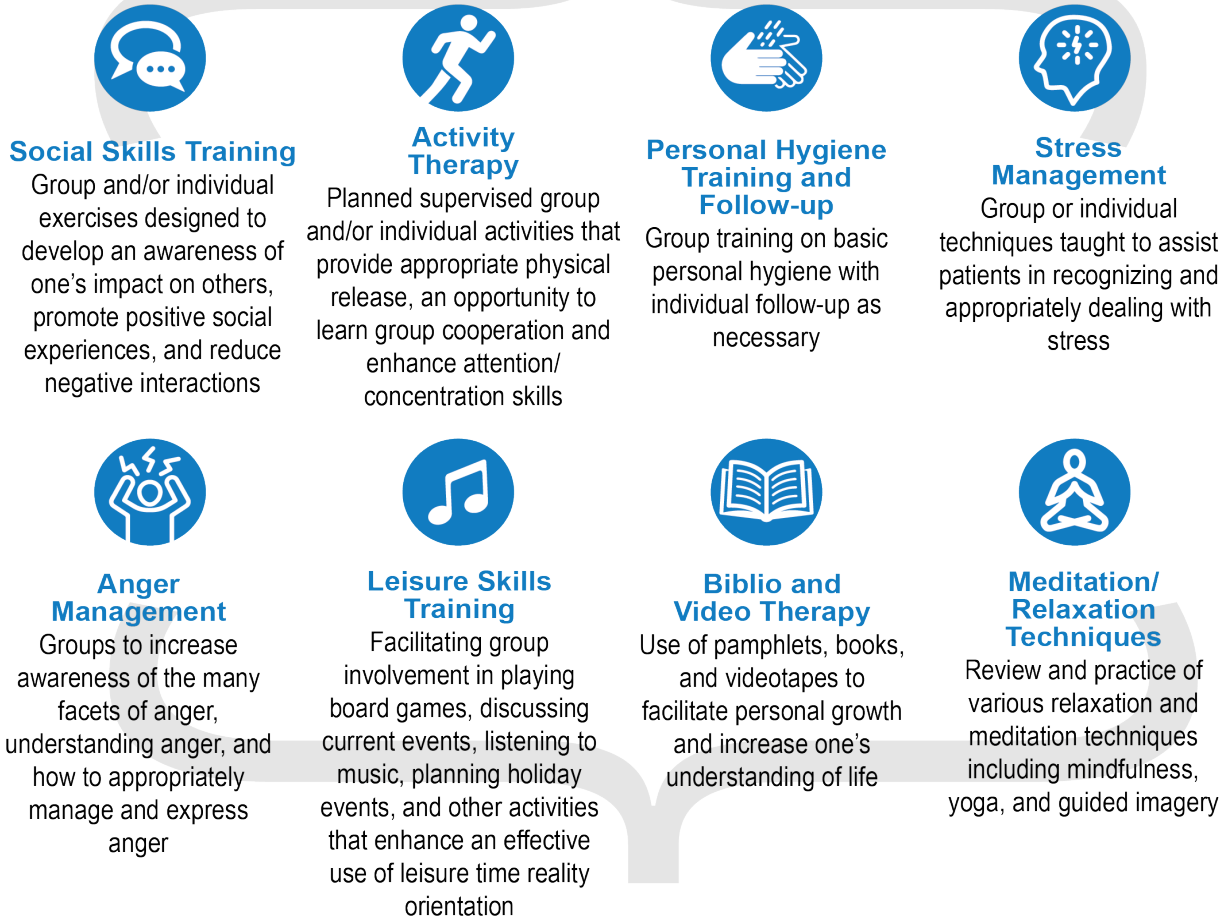 Social Skills Training
Group and/or individual
exercises designed to
develop an awareness of
one’s impact on others,
promote positive social
experiences, and reduce
negative interactions
Activity
Therapy
Planned supervised group
and/or individual activities that
provide appropriate physical
release, an opportunity to
learn group cooperation and
enhance attention/
concentration skills
Personal Hygiene
Training and
Follow-up
Group training on basic
personal hygiene with
individual follow-up as
necessary
Stress
Management
Group or individual
techniques taught to assist
patients in recognizing and
appropriately dealing with
stress
Anger
Management
Groups to increase
awareness of the many
facets of anger,
understanding anger, and
how to appropriately
manage and express
anger
Leisure Skills
Training
Facilitating group
involvement in playing
board games, discussing
current events, listening to
music, planning holiday
events, and other activities
that enhance an effective
use of leisure time reality
orientation
Biblio and
Video Therapy
Use of pamphlets, books,
and videotapes to
facilitate personal growth
and increase one’s
understanding of life
Meditation/
Relaxation
Techniques
Review and practice of
various relaxation and
meditation techniques
including mindfulness,
yoga, and guided imagery